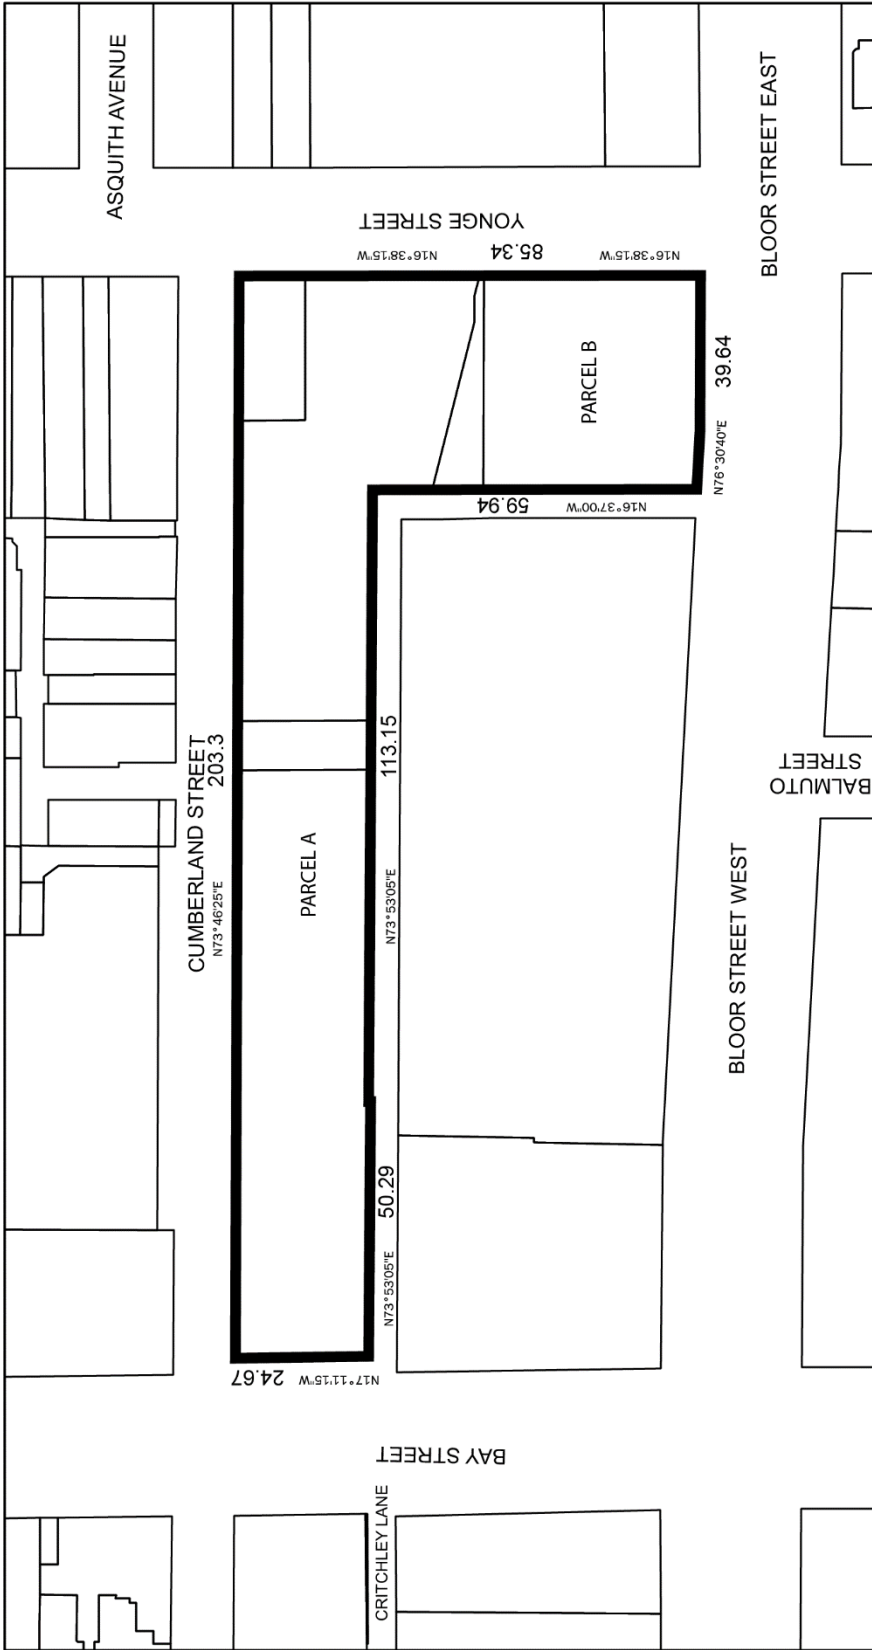 ASQUITH AVENUE
YONGE STREET
N16°38'15"W
85.34
N16°38'15"W
BLOOR STREET EAST
PARCEL B
39.64
N76°30'40"E
59.94
N16°37'00"W
CUMBERLAND STREET
203.3
N73°46'25"E
113.15
N73°53'05"E
PARCEL A
BALMUTO
STREET
BLOOR STREET WEST
50.29
N73°53'05"E
24.67
N17°11'15"W
BAY STREET
CRITCHLEY LANE